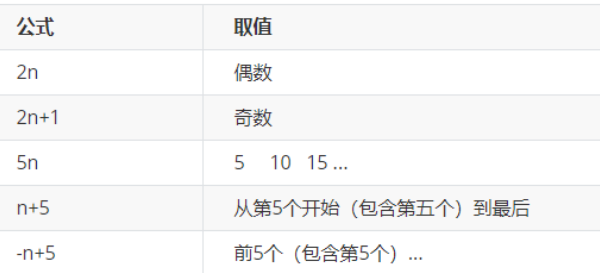 公式 取值
2n 偶数
2n+1 奇数
5n 5 10 15 ...
n+5 从第5个开始（包含第五个）到最后
-n+5 前5个（包含第5个）...